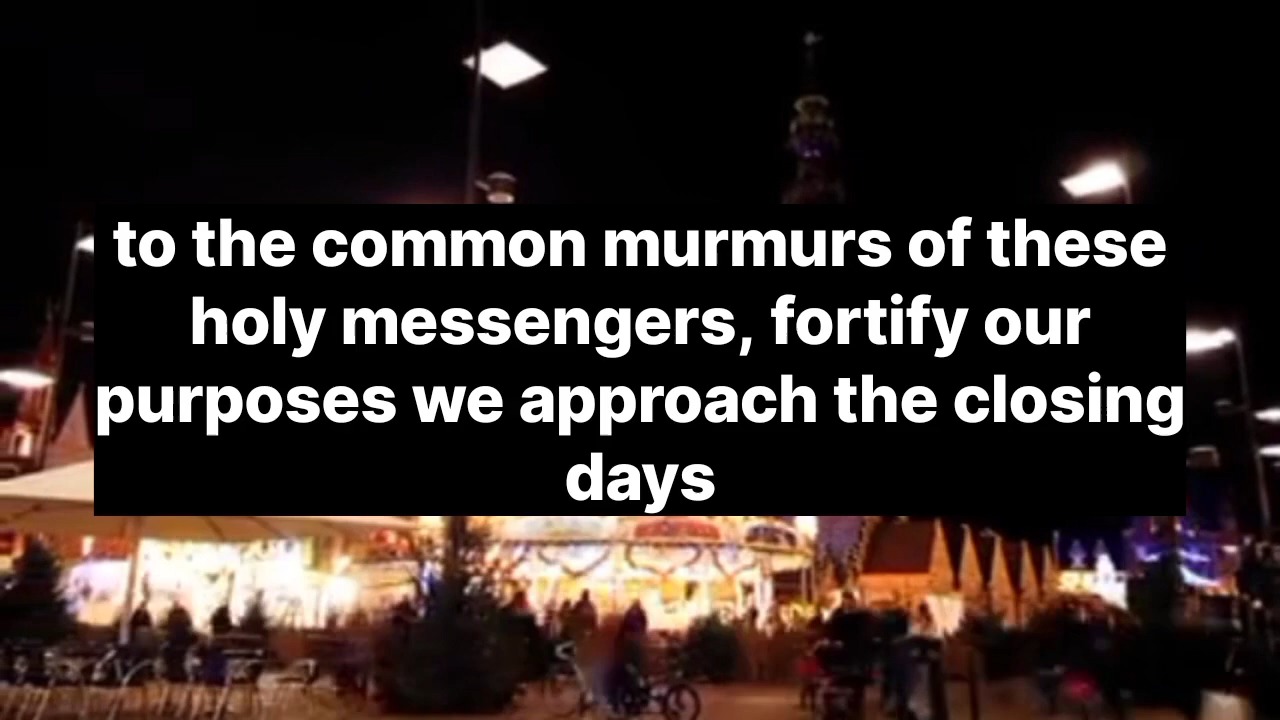 to the common murmurs of these
holy messengers, fortify our
purposes we approach the closing
days